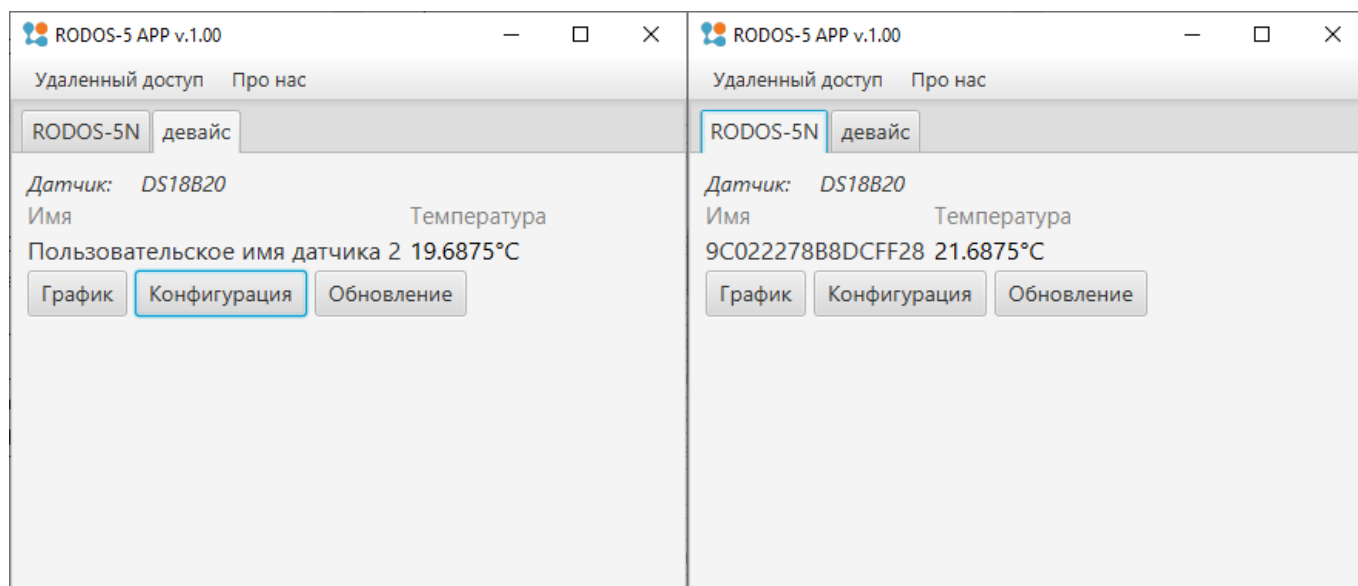 RODOS-5 APP v.1.00
Удаленный доступ Про нас
RODOS-5N девайс
Датчик: DS18B20
Имя Температура
Пользовательское имя датчика 2 19.6875°C
График Конфигурация Обновление
RODOS-5 APP v.1.00
Удаленный доступ Про нас
RODOS-5N девайс
Датчик: DS18B20
Имя Температура
9C022278B8DCFF28 21.6875°C
График Конфигурация Обновление